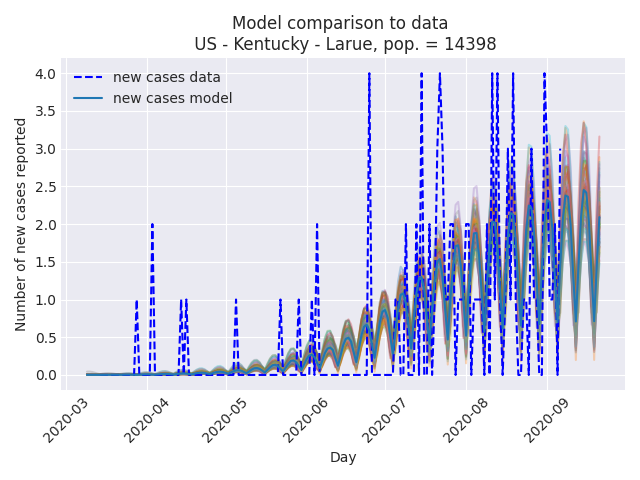 Model comparison to data
US - Kentucky - Larue, pop. = 14398
new cases data
new cases model
Number of new cases reported
4.0
3.5
3.0
2.5
2.0
1.5
1.0
0.5
0.0
2020-03
2020-04
2020-05
2020-06
2020-07
2020-08
2020-09
Day